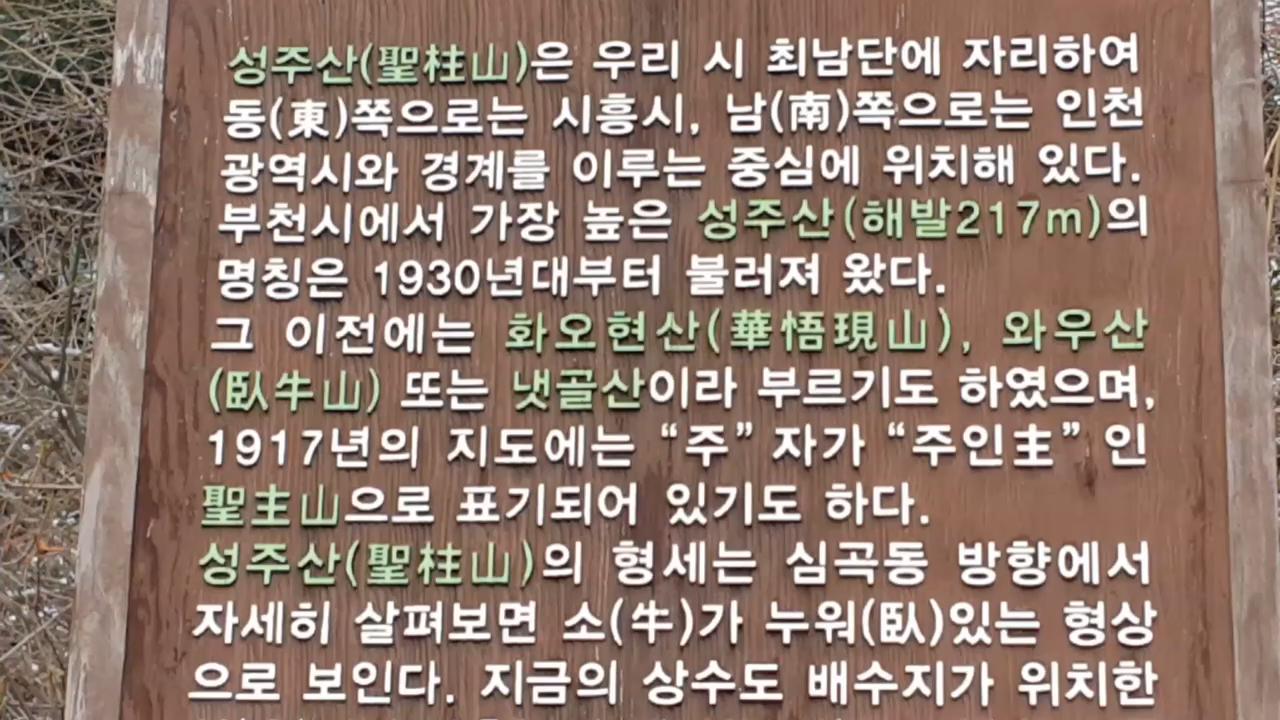 성주산(聖柱山)은 우리 시 최남단에 자리하여
동(東)쪽으로는 시흥시, 남(南)쪽으로는 인천
광역시와 경계를 이루는 중심에 위치해 있다.
부천시에서 가장 높은 성주산(해발217m)의
명칭은 1930년대부터 불러져 왔다.
그 이전에는 화오현산(華悟現山), 와우산
(臥牛山) 또는 냇골산이라 부르기도 하였으며,
1917년의 지도에는 “주” 자가 “주인主” 인
聖主山으로 표기되어 있기도 하다.
성주산(聖柱山)의 형세는 심곡동 방향에서
자세히 살펴보면 소(牛)가 누워(臥)있는 형상
으로 보인다. 지금의 상수도 배수지가 위치한